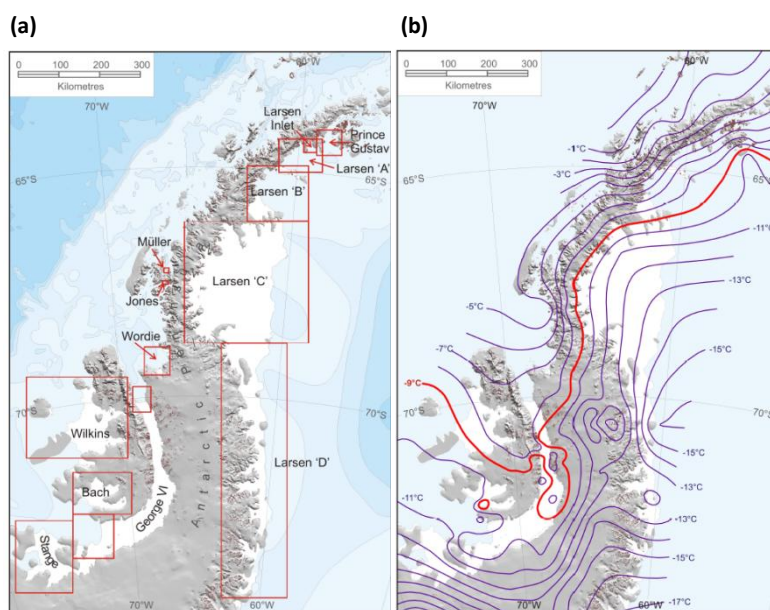 (a)
(b)
60°W
0 100 200 300
Kilometres
70°W
Larsen
Inlet
Prince
Gustav
Larsen 'A'
65°S
Larsen 'B'
Müller
Larsen 'C'
Jones
Wordie
Antarctic Peninsula
70°S
Wilkins
Larsen 'D'
Bach
George VI
Stange
70°W
60°W
60°W
0 100 200 300
Kilometres
70°W
-1°C
-3°C
65°S
-11°C
-13°C
-5°C
-7°C
-15°C
-9°C
70°S
-15°C
-13°C
-11°C
-13°C
-15°C
-17°C
70°W
60°W